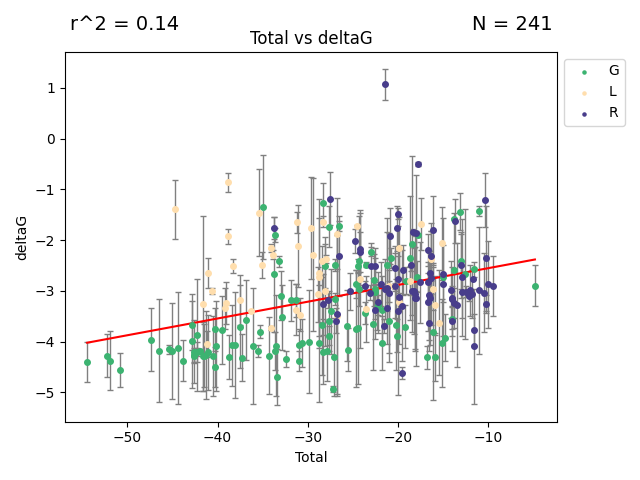 r^2 = 0.14
N = 241
Total vs deltaG
G
L
R
deltaG
1
0
−1
−2
−3
−4
−5
−50
−40
−30
−20
−10
Total